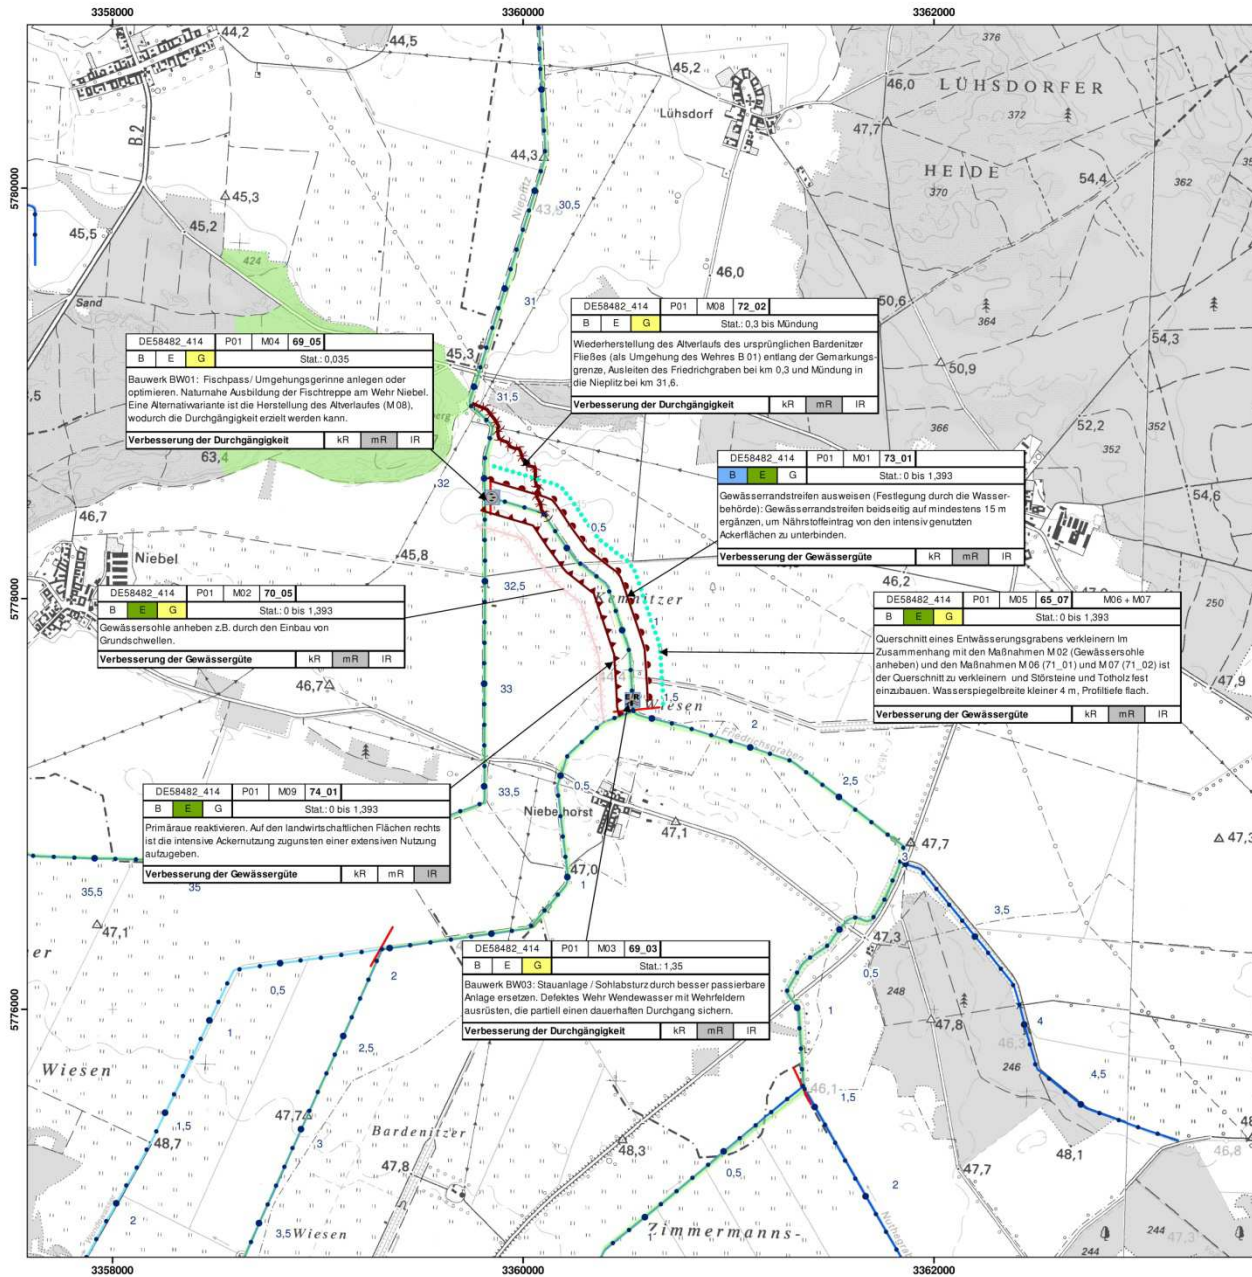 3358000
3360000
3362000
44,2
44,5
45,2
376
46,0
LÜHSDORFER
372
Lühsdorf
47,7
B2
HEIDE
54,4
362
370
44,3
5780000
45,3
Nieplitz
43,5
30,5
45,2
45,5
46,0
424
Sand
31
50,6
364
54,3
DE58482_414 P01 M08 72_02
B E G Stat.: 0,3 bis Mündung
Wiederherstellung des Altverlaufs des ursprünglichen Bardenitzer
Fließes (als Umgehung des Wehres B 01) entlang der Gemarkungs-
grenze, Ausleiten des Friedrichgraben bei km 0,3 und Mündung in
die Nieplitz bei km 31,6.
Verbesserung der Durchgängigkeit kR mR lR
DE58482_414 P01 M04 69_05
B E G Stat.: 0,035
Bauwerk BW01: Fischpass/ Umgehungsgerinne anlegen oder
optimieren. Naturnahe Ausbildung der Fischtreppe am Wehr Niebel.
Eine Alternativvariante ist die Herstellung des Altverlaufes (M 08),
wodurch die Durchgängigkeit erzielt werden kann.
Verbesserung der Durchgängigkeit kR mR lR
45,3
50,9
31,5
366
52,2
352
352
63,4
32
DE58482_414 P01 M01 73_01
B E G Stat.: 0 bis 1,393
Gewässerrandstreifen ausweisen (Festlegung durch die Wasser-
behörde): Gewässerrandstreifen beidseitig auf mindestens 15 m
ergänzen, um Nährstoffeintrag von den intensiv genutzten
Ackerflächen zu unterbinden.
Verbesserung der Gewässergüte kR mR lR
54,6
46,7
0,5
Niebel
45,8
32,5
46,2
5778000
Kemnitzer
250
DE58482_414 P01 M02 70_05
B E G Stat.: 0 bis 1,393
Gewässersohle anheben z.B. durch den Einbau von
Grundschwellen.
Verbesserung der Gewässergüte kR mR lR
DE58482_414 P01 M05 65_07 M06 + M07
B E G Stat.: 0 bis 1,393
Querschnitt eines Entwässerungsgrabens verkleinern Im
Zusammenhang mit den Maßnahmen M 02 (Gewässersohle
anheben) und den Maßnahmen M 06 (71_01) und M 07 (71_02) ist
der Querschnitt zu verkleinern und Störsteine und Totholz fest
einzubauen. Wasserspiegelbreite kleiner 4 m, Profiltiefe flach.
Verbesserung der Gewässergüte kR mR lR
1
46,7
33
47,9
1,5
Wiesen
2
Friedrichsgraben
2,5
DE58482_414 P01 M09 74_01
B E G Stat.: 0 bis 1,393
Primäraue reaktivieren. Auf den landwirtschaftlichen Flächen rechts
ist die intensive Ackernutzung zugunsten einer extensiven Nutzung
aufzugeben.
Verbesserung der Gewässergüte kR mR lR
33,5
0,5
Niebelhorst
47,1
47,7
47,3
3
35,5
35
47,0
1
3,5
47,1
DE58482_414 P01 M03 69_03
B E G Stat.: 1,35
Bauwerk BW03: Stauanlage / Sohlabsturz durch besser passierbare
Anlage ersetzen. Defektes Wehr Wendewasser mit Wehrfeldern
ausrüsten, die partiell einen dauerhaften Durchgang sichern.
Verbesserung der Durchgängigkeit kR mR lR
47,3
0,5
0,5
2
248
5776000
1
2,5
1
47,8
4
46,3
Wiesen
246
4,5
46,1
1,5
1,5
47,7
48,7
Bardenitzer
3
48,3
47,8
0,5
47,7
48,1
46,8
2
2
3,5
Wiesen
Zimmermanns-
1
244
47,3
244
3358000
3360000
3362000